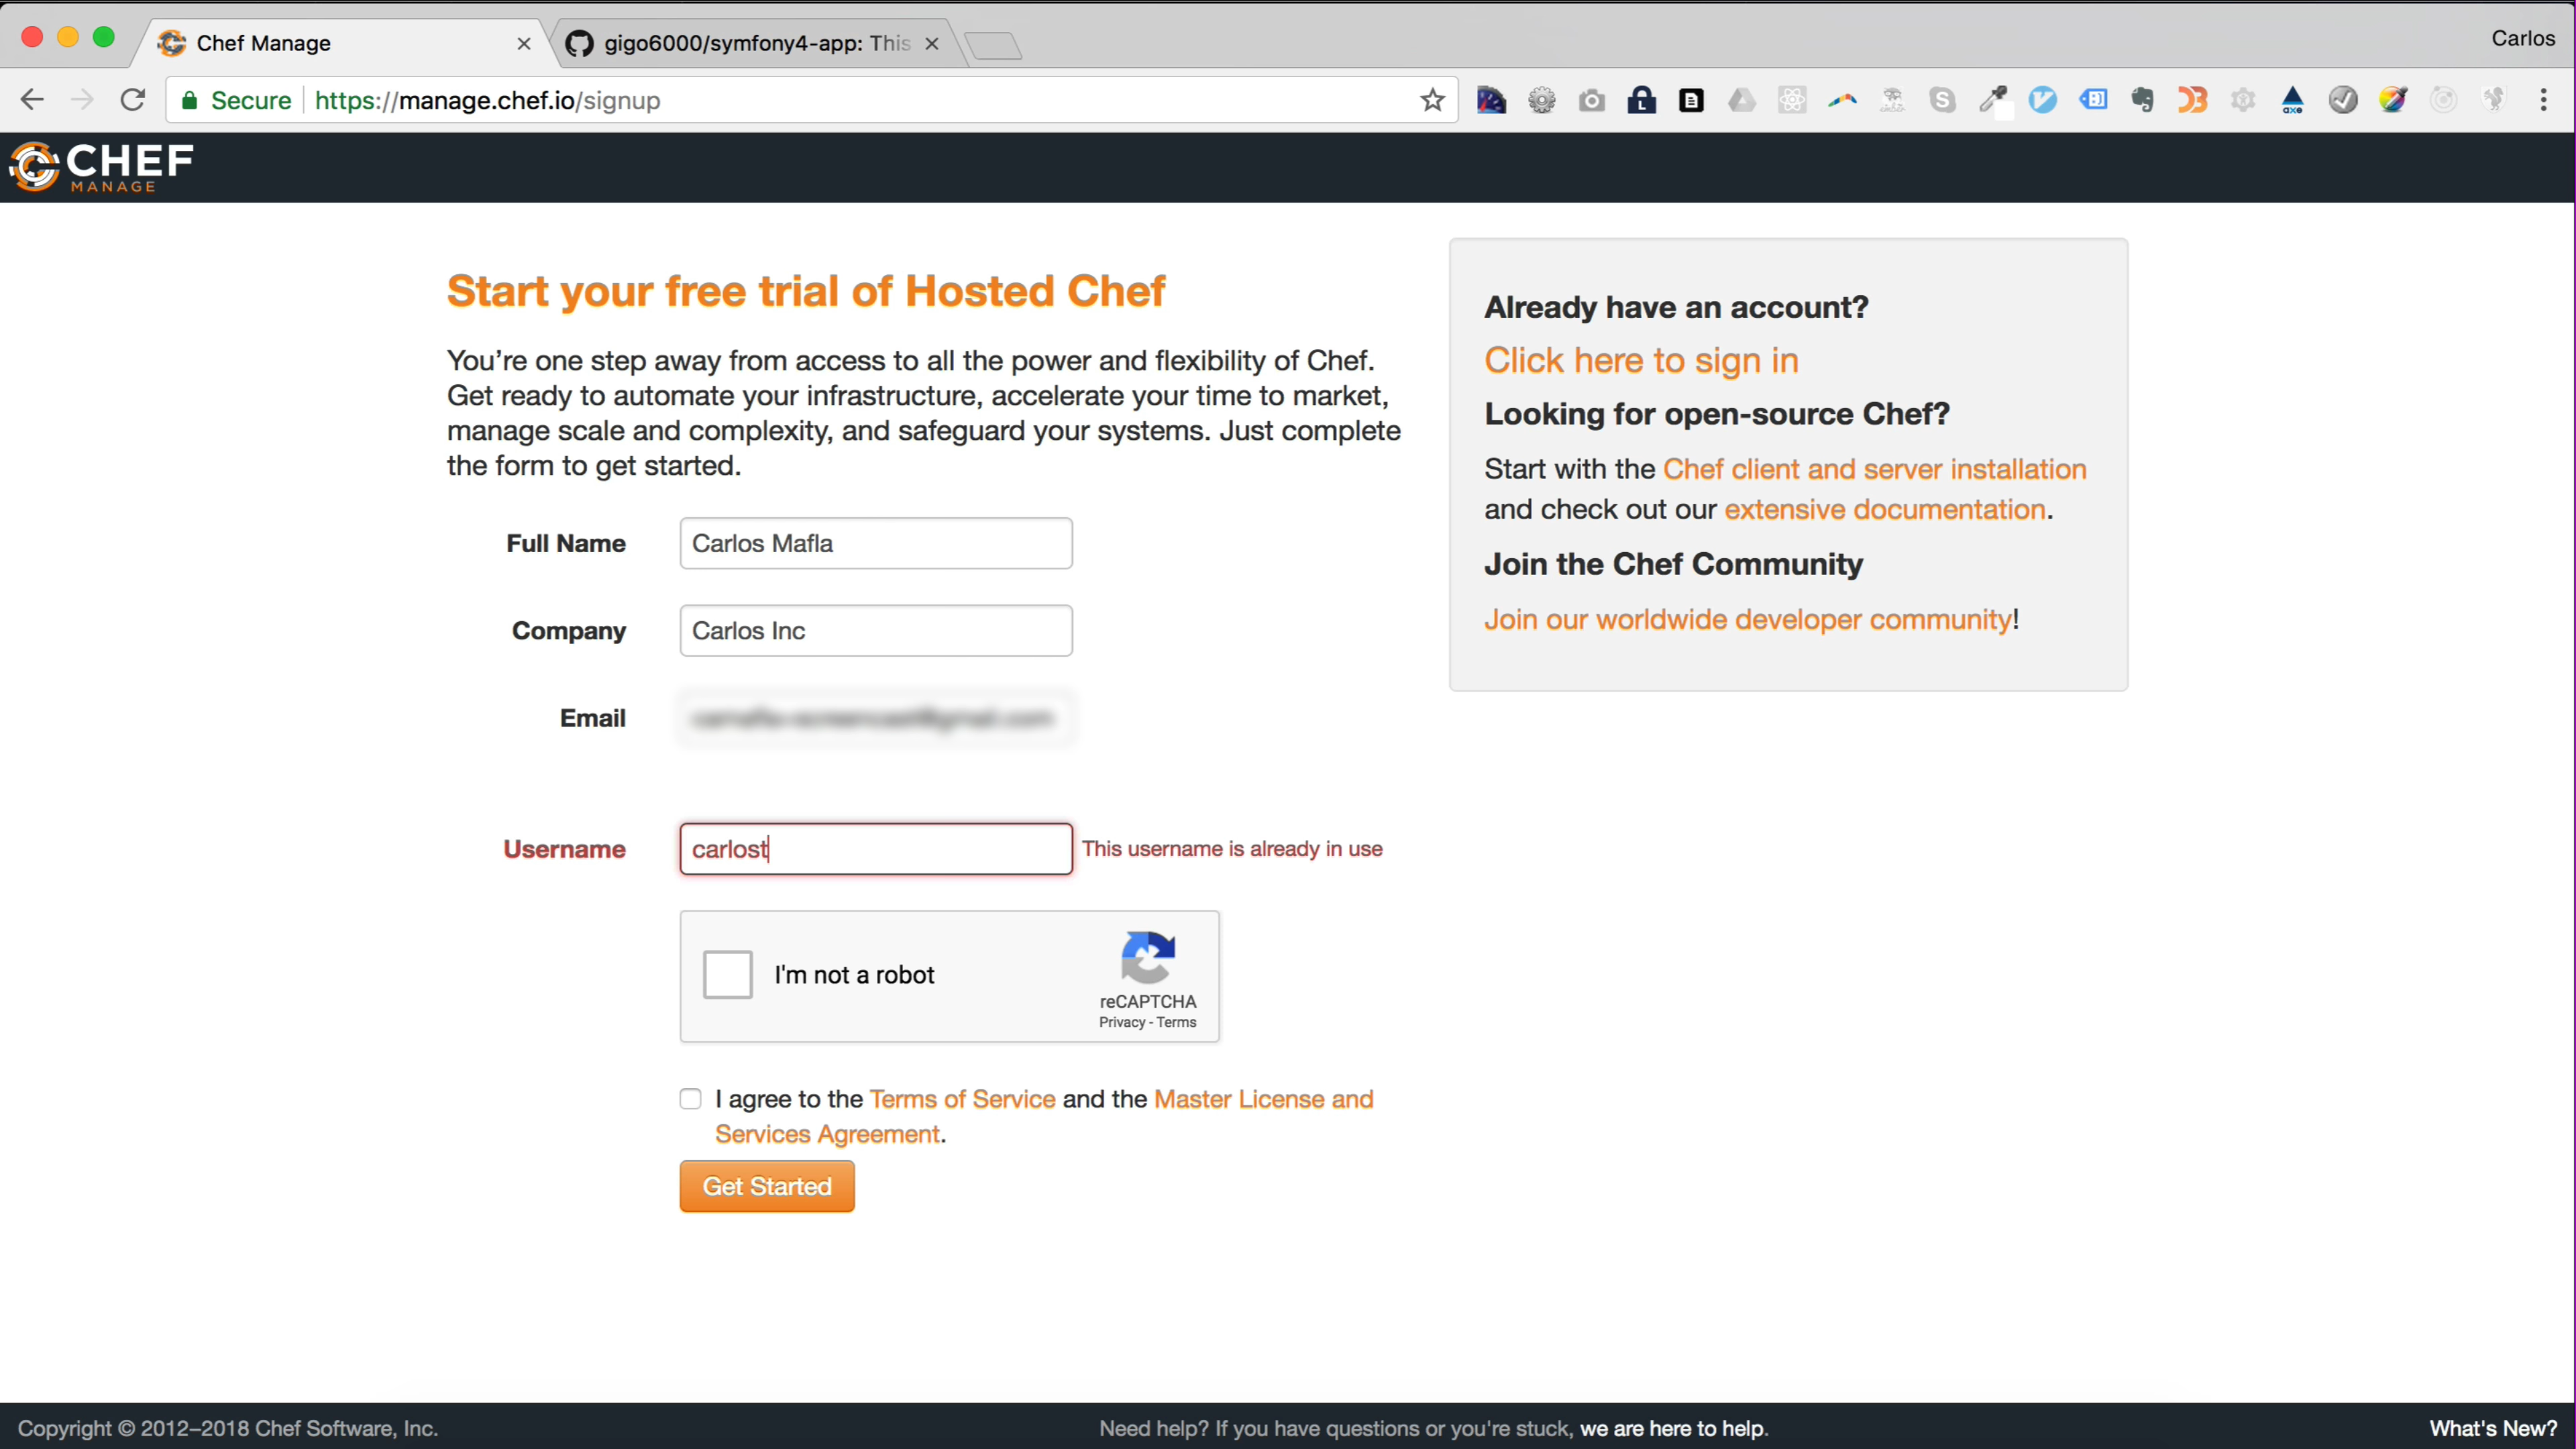 Chef Manage
gigo6000/symfony4-app: This
Carlos
Secure
https://manage.chef.io/signup
CHEF
MANAGE
Start your free trial of Hosted Chef
You’re one step away from access to all the power and flexibility of Chef.
Get ready to automate your infrastructure, accelerate your time to market,
manage scale and complexity, and safeguard your systems. Just complete
the form to get started.
Full Name
Carlos Mafla
Company
Carlos Inc
Email
Username
carlost
This username is already in use
I'm not a robot
reCAPTCHA
Privacy - Terms
I agree to the Terms of Service and the Master License and
Services Agreement.
Get Started
Already have an account?
Click here to sign in
Looking for open-source Chef?
Start with the Chef client and server installation
and check out our extensive documentation.
Join the Chef Community
Join our worldwide developer community!
Copyright © 2012–2018 Chef Software, Inc.
Need help? If you have questions or you're stuck, we are here to help.
What's New?